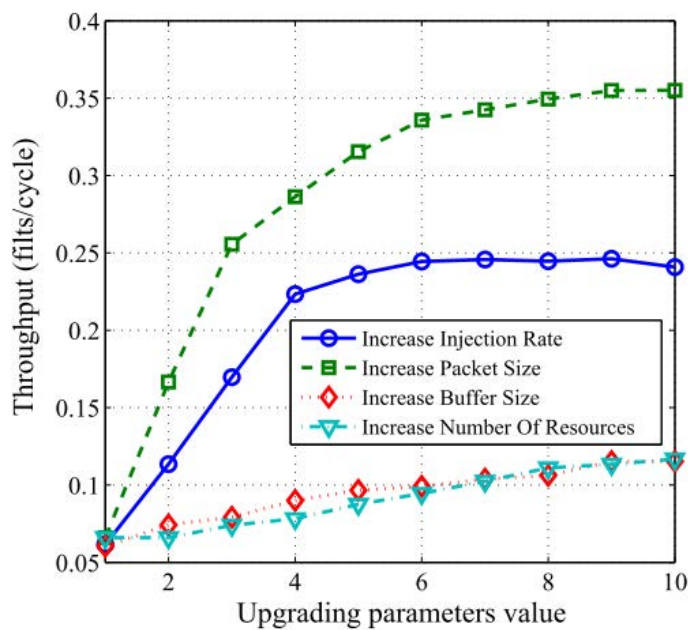 0.4
0.35
0.3
0.25
0.2
0.15
0.1
0.05
Throughput (filts/cycle)
Increase Injection Rate
Increase Packet Size
Increase Buffer Size
Increase Number Of Resources
2 4 6 8 10
Upgrading parameters value